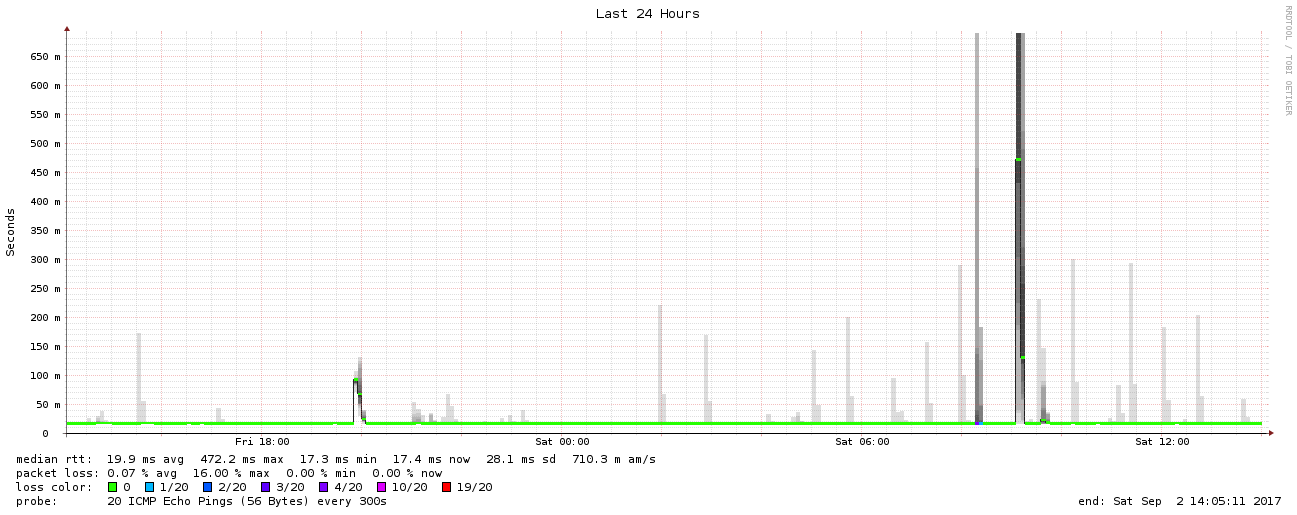 Last 24 Hours
RRDTOOL / TOBI OETIKER
Seconds
650 m
600 m
550 m
500 m
450 m
400 m
350 m
300 m
250 m
200 m
150 m
100 m
50 m
0
Fri 18:00 Sat 00:00 Sat 06:00 Sat 12:00
median rtt: 19.9 ms avg 472.2 ms max 17.3 ms min 17.4 ms now 28.1 ms sd 710.3 m am/s
packet loss: 0.07 % avg 16.00 % max 0.00 % min 0.00 % now
loss color: 0 1/20 2/20 3/20 4/20 10/20 19/20
probe: 20 ICMP Echo Pings (56 Bytes) every 300s end: Sat Sep 2 14:05:11 2017